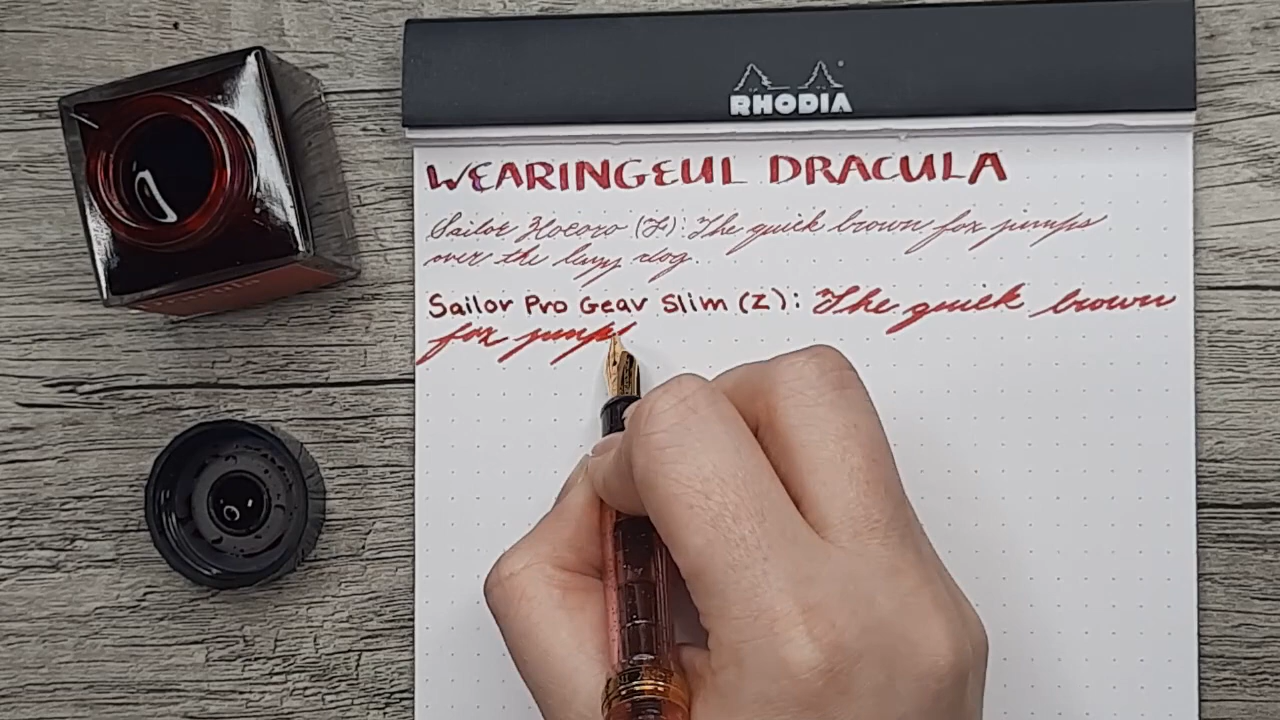 RHODIA
WEARINGEUL DRACULA
Sailor Hocoro (F): The quick brown fox jumps
over the lazy dog.
Sailor Pro Gear Slim (Z): The quick brown
fox jumps